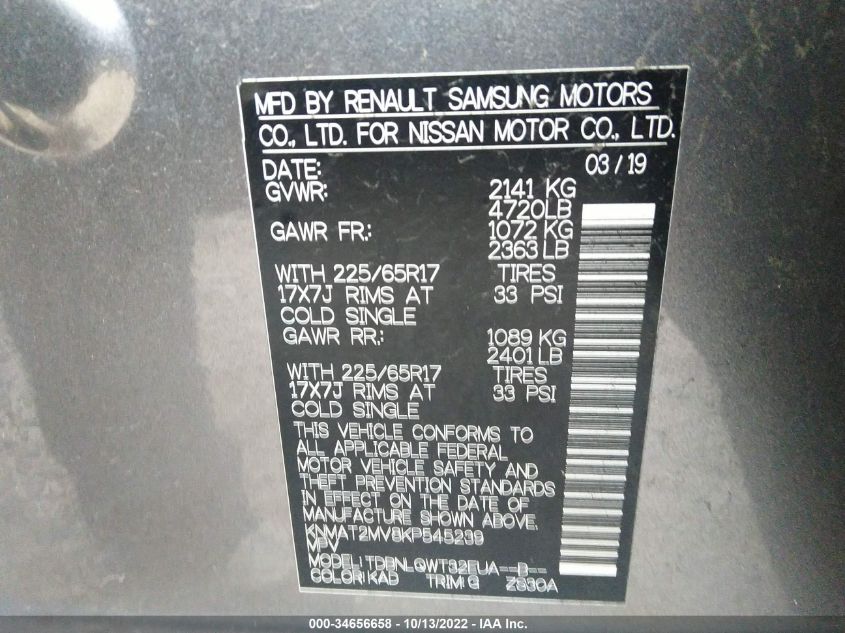 MFD BY RENAULT SAMSUNG MOTORS
CO., LTD. FOR NISSAN MOTOR CO., LTD.
DATE: 03 / 19
GVWR: 2141 KG
4720LB
GAWR FR.: 1072 KG
2363 LB
WITH 225/65R17 TIRES
17X7J RIMS AT 33 PSI
COLD SINGLE
GAWR RR.: 1089 KG
2401 LB
WITH 225/65R17 TIRES
17X7J RIMS AT 33 PSI
COLD SINGLE
THIS VEHICLE CONFORMS TO
ALL APPLICABLE FEDERAL
MOTOR VEHICLE SAFETY AND
THEFT PREVENTION STANDARDS
IN EFFECT ON THE DATE OF
MANUFACTURE SHOWN ABOVE.
KNMAT2MV8KP545239
MPV
MODEL: TDBNLQWT32EUA--B--
COLOR: KAD TRIM: G Z330A
000-34656658 - 10/13/2022 - IAA Inc.